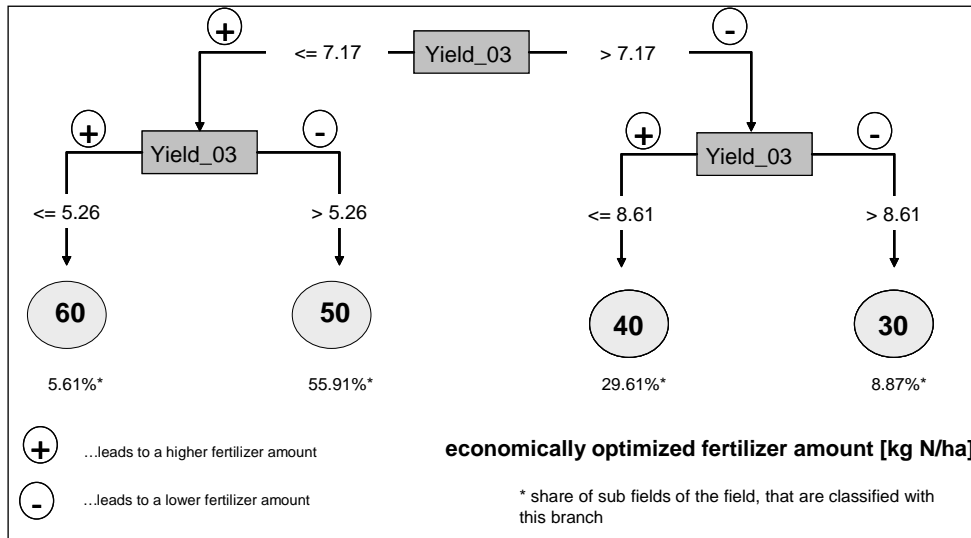 +
-
<= 7.17
Yield_03
> 7.17
+
-
+
-
Yield_03
Yield_03
<= 5.26
> 5.26
<= 8.61
> 8.61
60
50
40
30
5.61%*
55.91%*
29.61%*
8.87%*
+
...leads to a higher fertilizer amount
economically optimized fertilizer amount [kg N/ha]
-
...leads to a lower fertilizer amount
* share of sub fields of the field, that are classified with
this branch